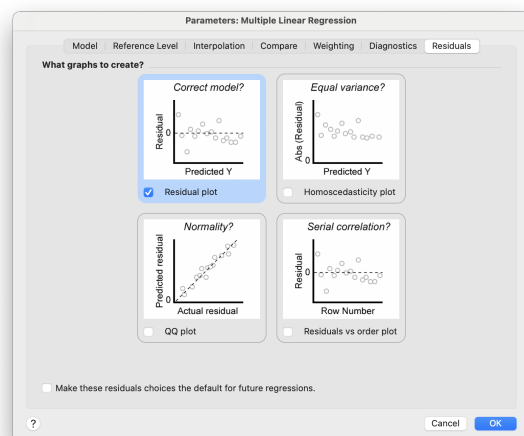 Parameters: Multiple Linear Regression
Model Reference Level Interpolation Compare Weighting Diagnostics Residuals
What graphs to create?
Correct model?
Residual
0
Predicted Y
Residual plot
Equal variance?
Abs (Residual)
0
Predicted Y
Homoscedasticity plot
Normality?
Predicted residual
0
Actual residual
QQ plot
Serial correlation?
Residual
0
Row Number
Residuals vs order plot
Make these residuals choices the default for future regressions.
? Cancel OK